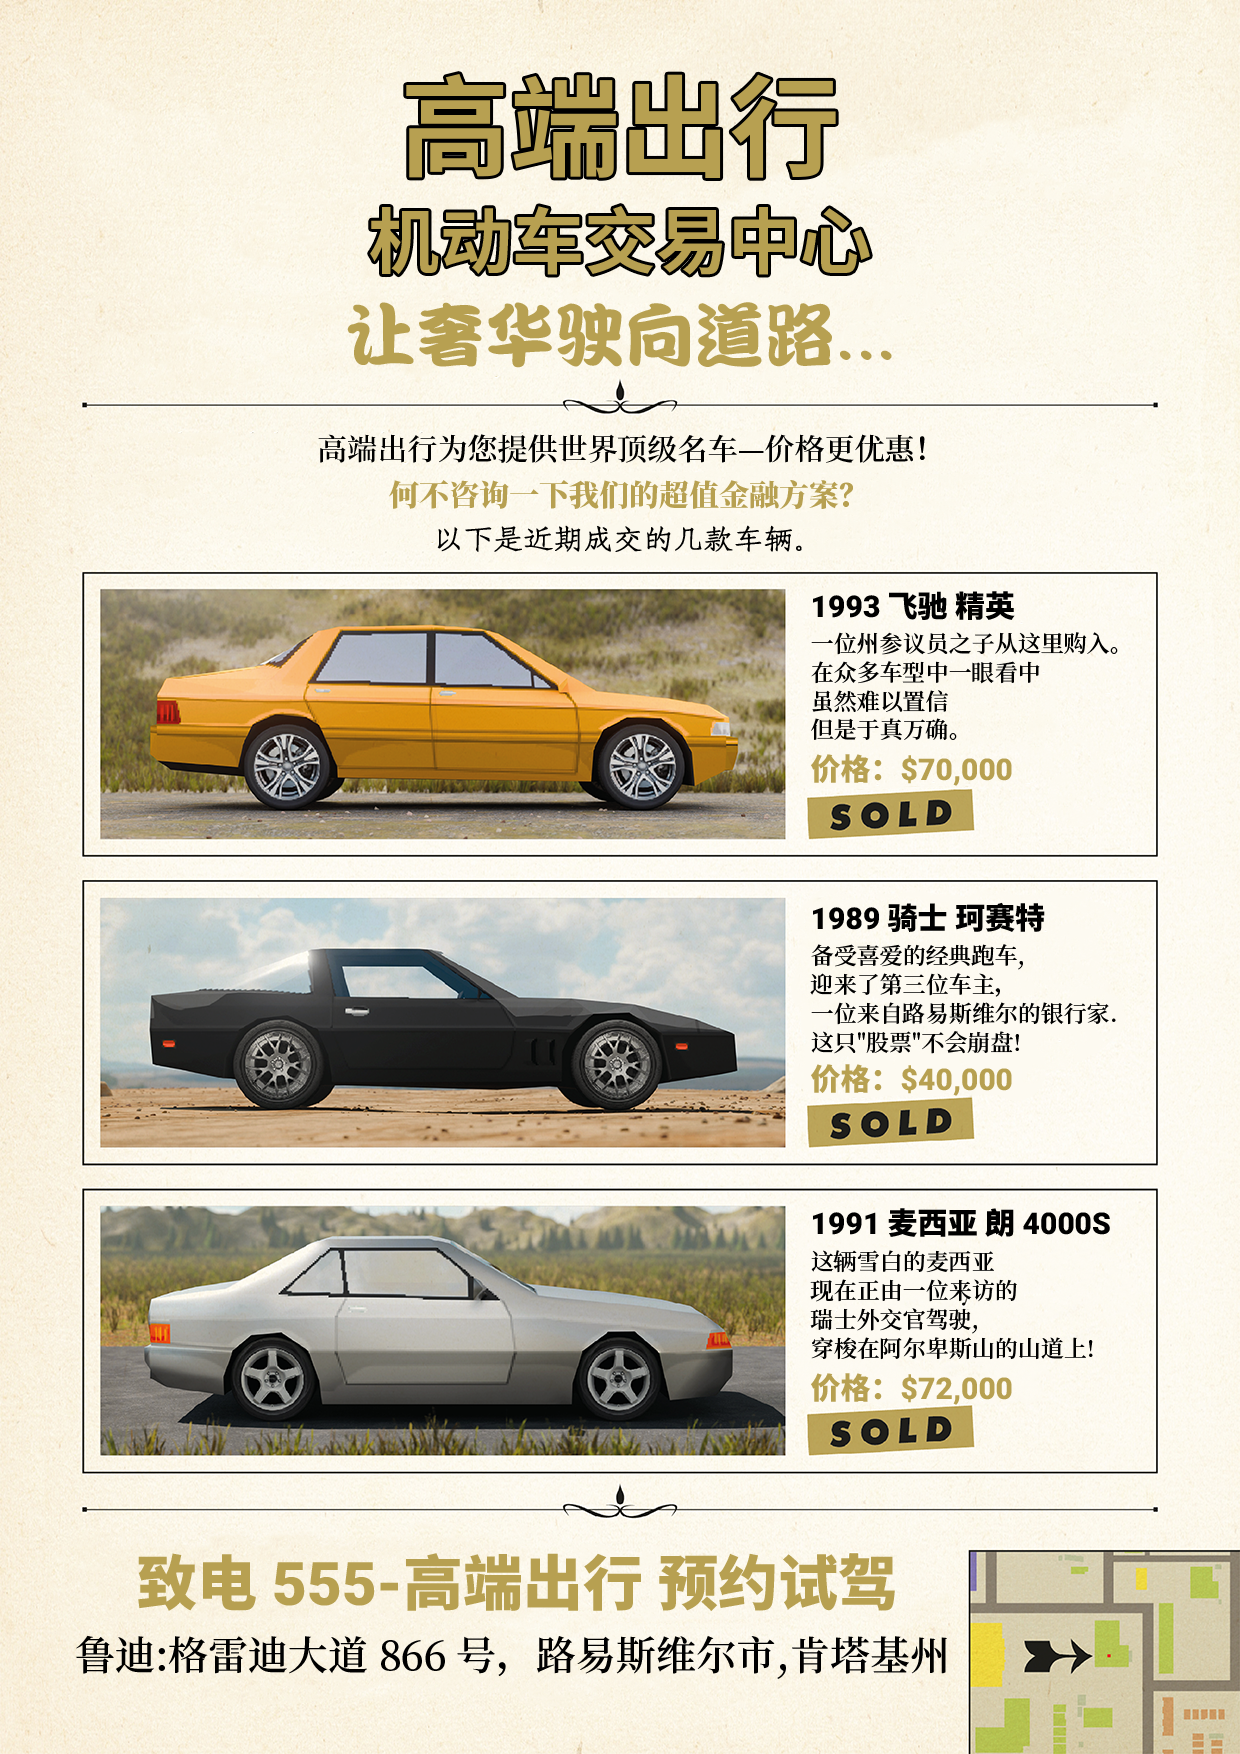 高端出行
机动车交易中心
让奢华驶向道路...
高端出行为您提供世界顶级名车—价格更优惠！
何不咨询一下我们的超值金融方案？
以下是近期成交的几款车辆。
1993 飞驰 精英
一位州参议员之子从这里购入。
在众多车型中一眼看中
虽然难以置信
但是于真万确。
价格：$70,000
SOLD
1989 骑士 珂赛特
备受喜爱的经典跑车，
迎来了第三位车主，
一位来自路易斯维尔的银行家.
这只"股票"不会崩盘!
价格：$40,000
SOLD
1991 麦西亚 朗 4000S
这辆雪白的麦西亚
现在正由一位来访的
瑞士外交官驾驶，
穿梭在阿尔卑斯山的山道上!
价格：$72,000
SOLD
致电 555-高端出行 预约试驾
鲁迪:格雷迪大道 866 号，路易斯维尔市,肯塔基州